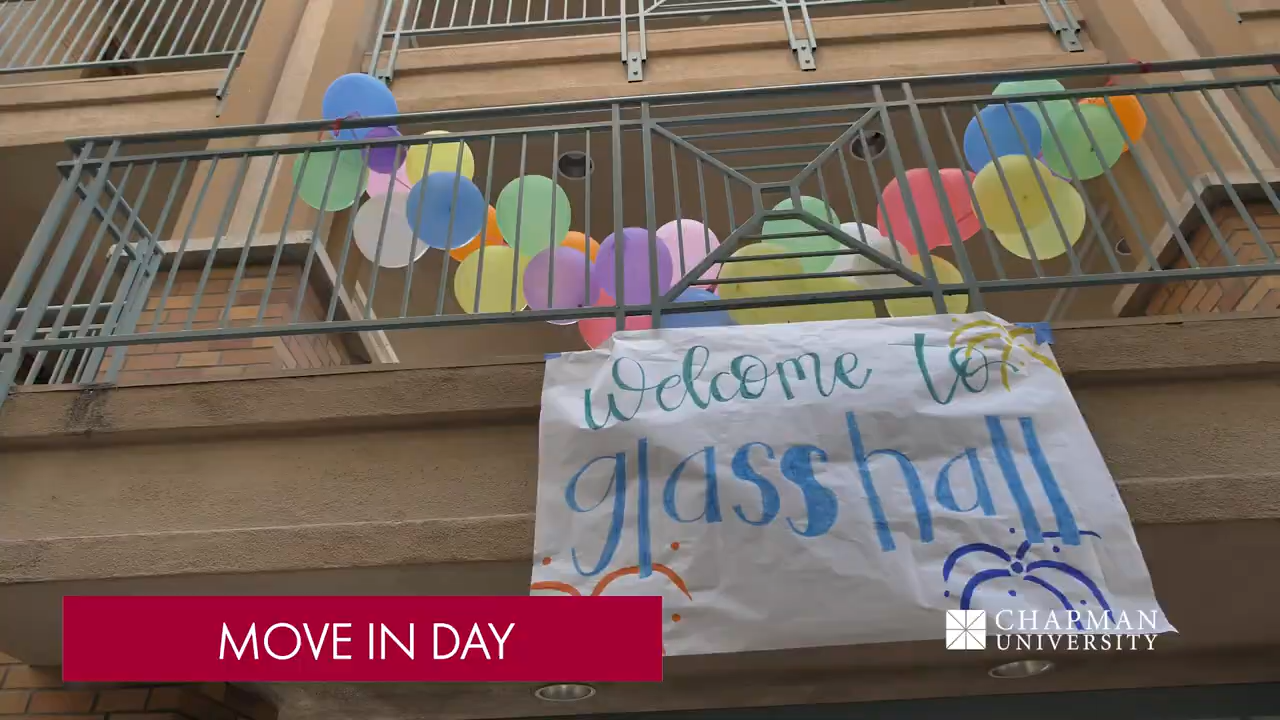 welcome to
glass hall
MOVE IN DAY
CHAPMAN
UNIVERSITY